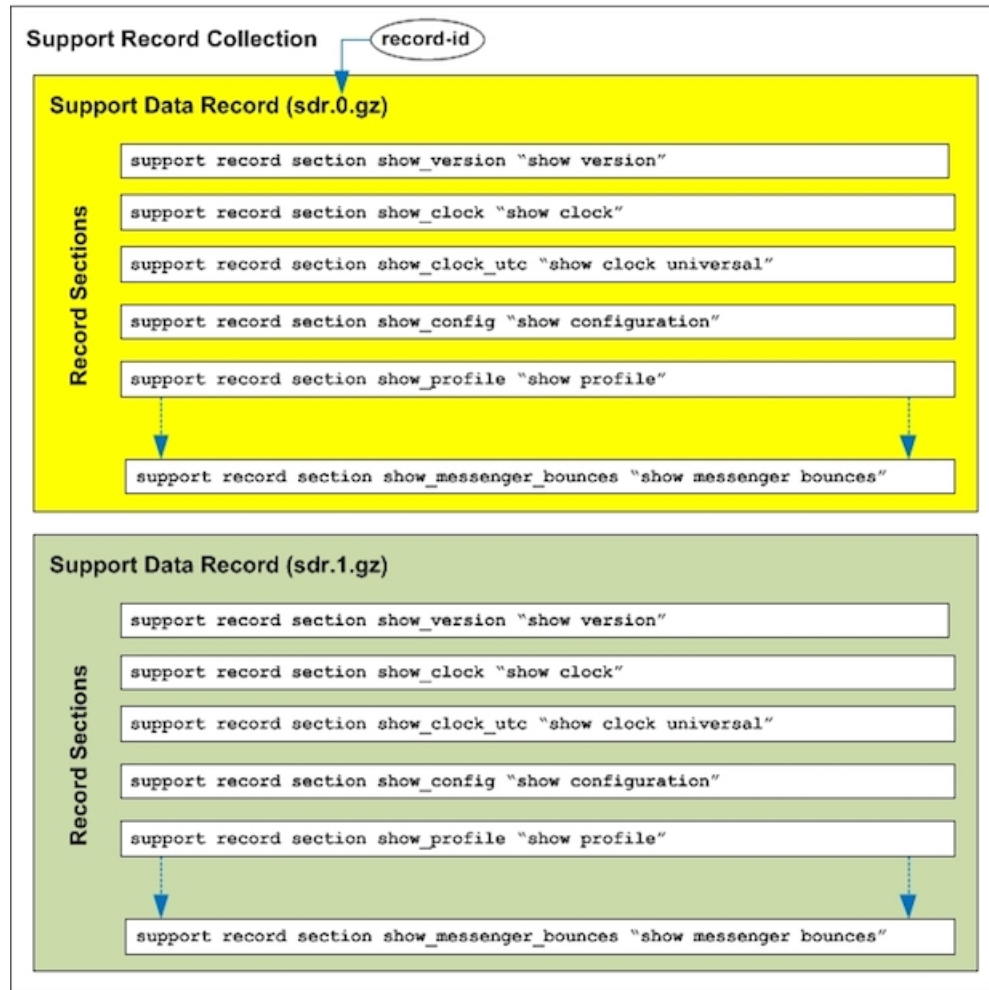 Support Record Collection
record-id
Support Data Record (sdr.0.gz)
Record Sections
support record section show_version “show version”
support record section show_clock “show clock”
support record section show_clock_utc “show clock universal”
support record section show_config “show configuration”
support record section show_profile “show profile”
support record section show_messenger_bounces “show messenger bounces”
Support Data Record (sdr.1.gz)
Record Sections
support record section show_version “show version”
support record section show_clock “show clock”
support record section show_clock_utc “show clock universal”
support record section show_config “show configuration”
support record section show_profile “show profile”
support record section show_messenger_bounces “show messenger bounces”